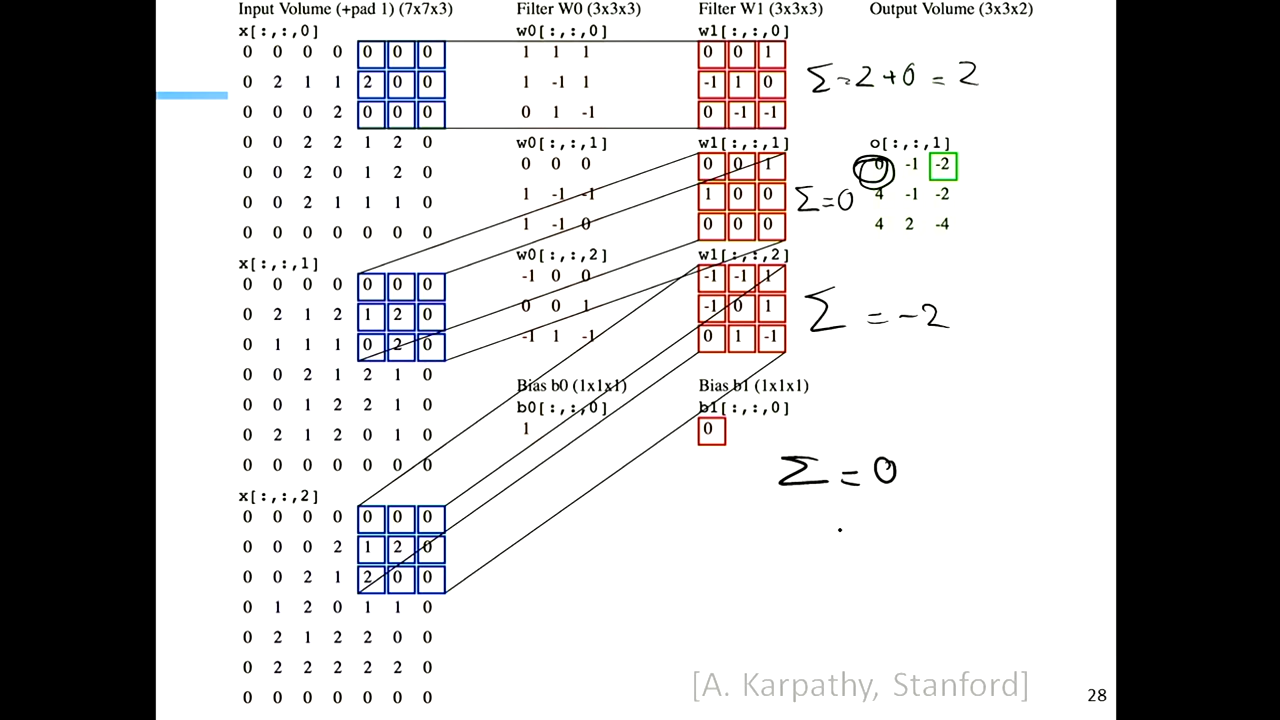 Input Volume (+pad 1) (7x7x3)
x[:,:,0]
0 0 0 0 0 0 0
0 2 1 1 2 0 0
0 0 0 2 0 0 0
0 0 2 2 1 2 0
0 0 2 0 1 2 0
0 0 2 1 1 1 0
0 0 0 0 0 0 0
x[:,:,1]
0 0 0 0 0 0 0
0 2 1 2 1 2 0
0 1 1 1 0 2 0
0 0 2 1 2 1 0
0 0 1 2 2 1 0
0 2 1 2 0 1 0
0 0 0 0 0 0 0
x[:,:,2]
0 0 0 0 0 0 0
0 0 0 2 1 2 0
0 0 2 1 2 0 0
0 1 2 0 1 1 0
0 2 1 2 2 0 0
0 2 2 2 2 2 0
0 0 0 0 0 0 0
Filter W0 (3x3x3)
w0[:,:,0]
1 1 1
1 -1 1
0 1 -1
w0[:,:,1]
0 0 0
1 -1 -1
1 -1 0
w0[:,:,2]
-1 0 0
0 0 1
-1 1 -1
Bias b0 (1x1x1)
b0[:,:,0]
1
Filter W1 (3x3x3)
w1[:,:,0]
0 0 1
-1 1 0
0 -1 -1
w1[:,:,1]
0 0 1
1 0 0
0 0 0
w1[:,:,2]
-1 -1 1
-1 0 1
0 1 -1
Bias b1 (1x1x1)
b1[:,:,0]
0
Output Volume (3x3x2)
Σ = 2 + 0 = 2
o[:,:,1]
0 -1 -2
4 -1 -2
4 2 -4
Σ = 0
Σ = -2
Σ = 0
[A. Karpathy, Stanford]
28